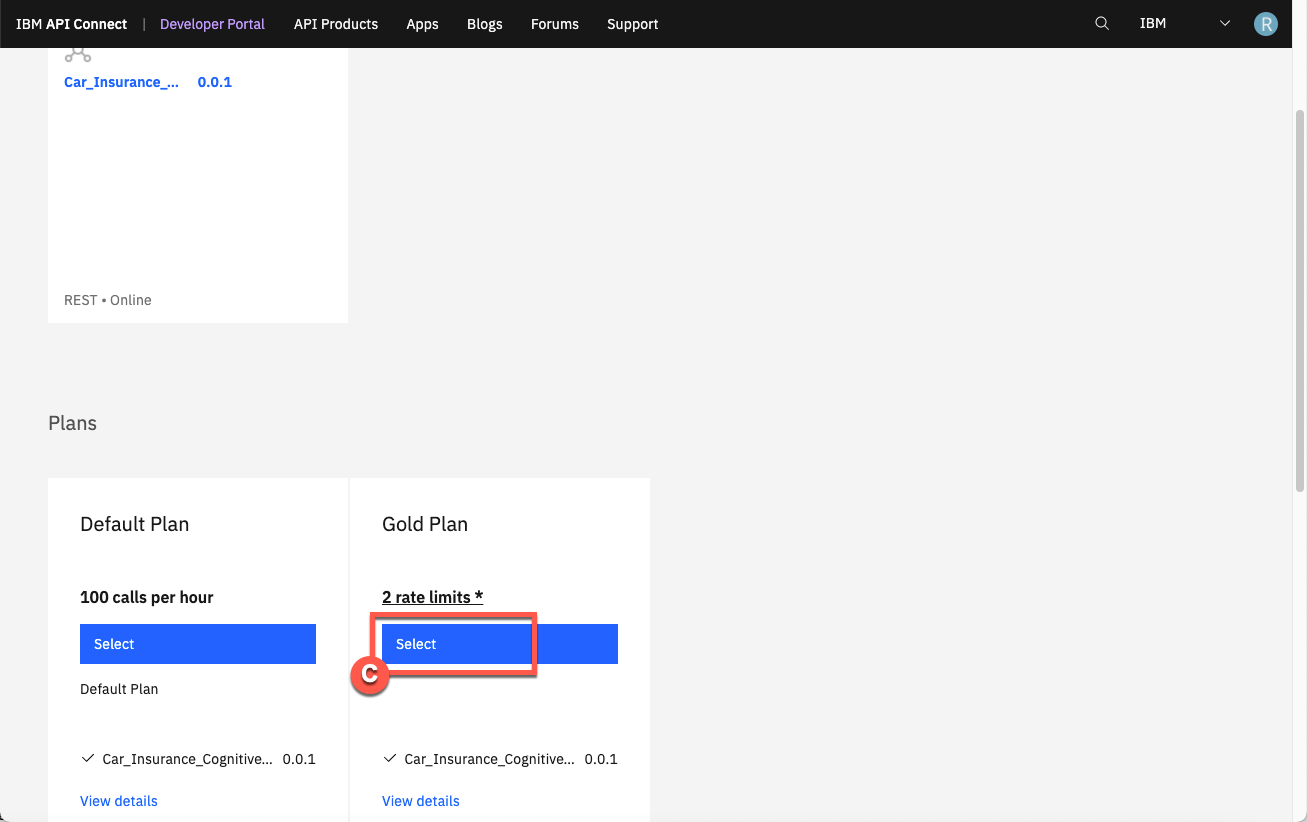 IBM API Connect | Developer Portal API Products Apps Blogs Forums Support IBM R
Car_Insurance_... 0.0.1
REST • Online
Plans
Default Plan
100 calls per hour
Select
Default Plan
Car_Insurance_Cognitive... 0.0.1
View details
Gold Plan
2 rate limits *
Select
C
Car_Insurance_Cognitive... 0.0.1
View details